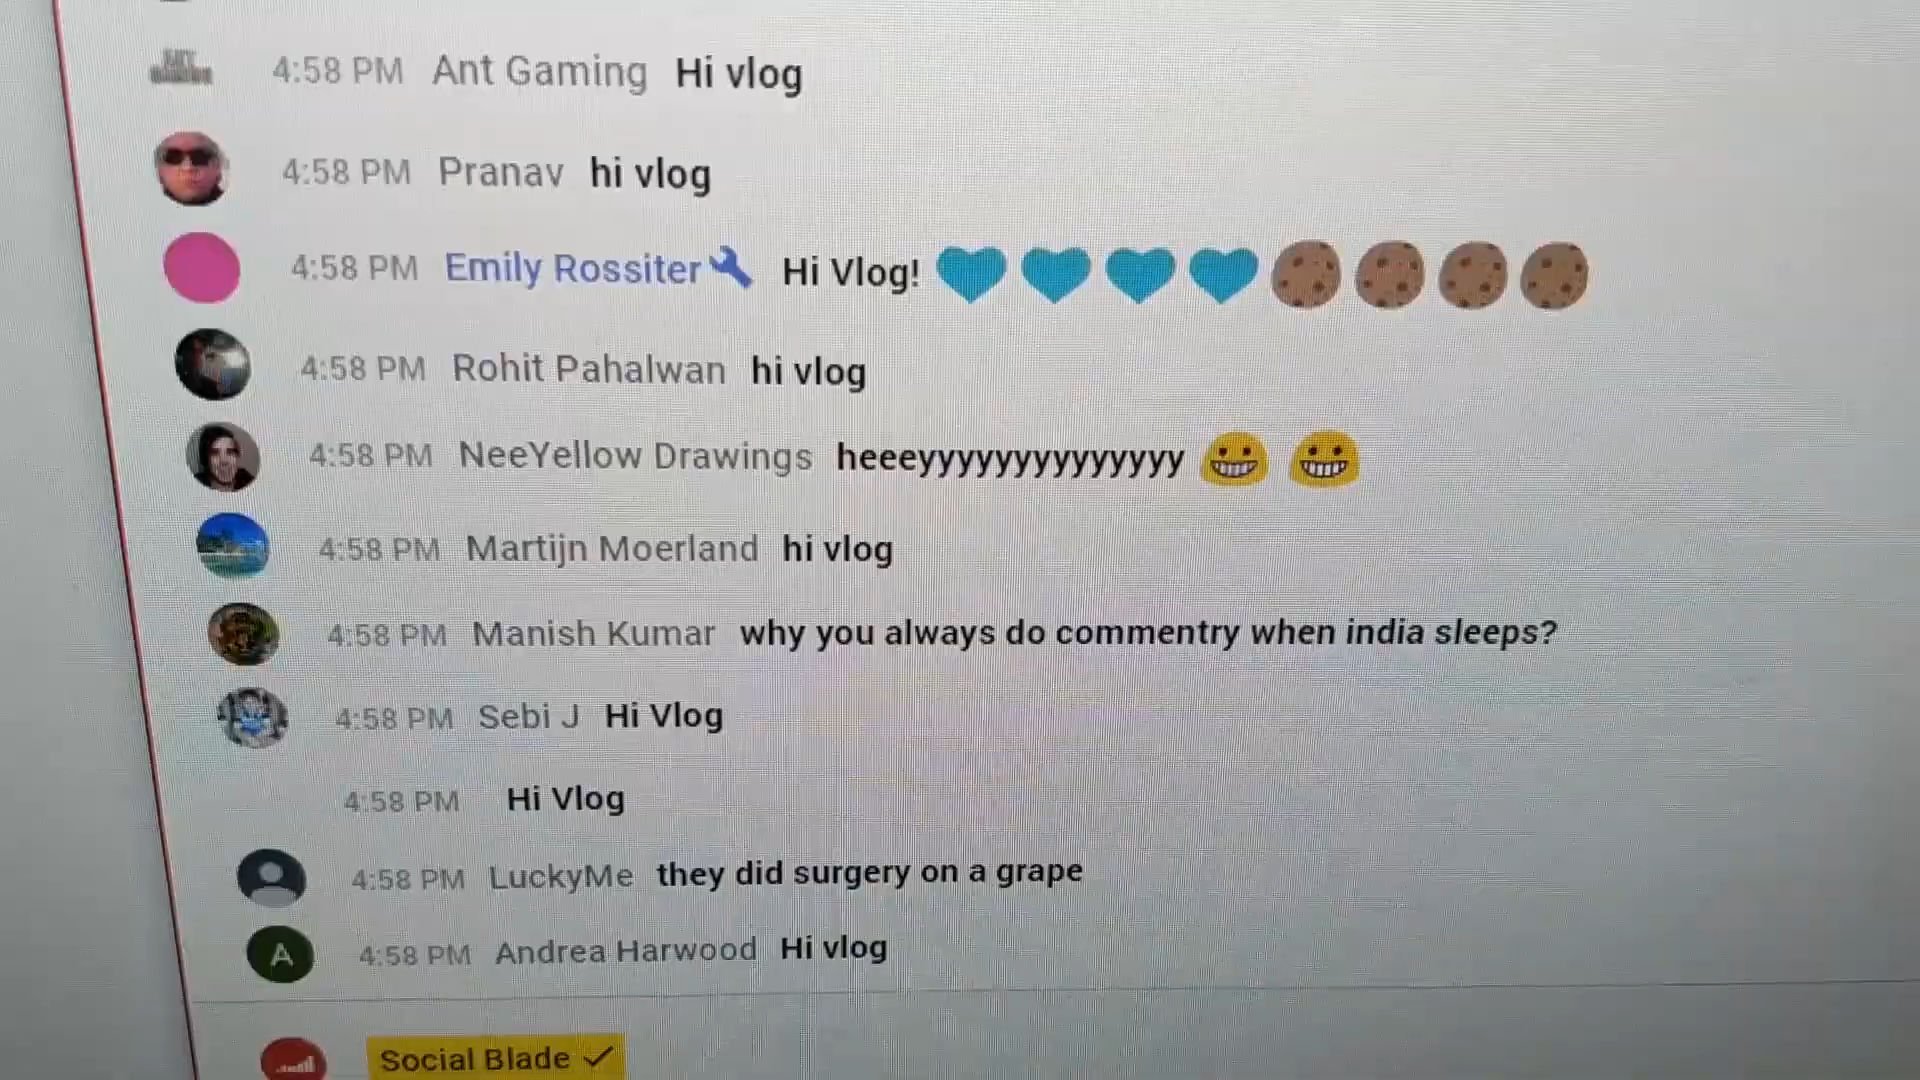 4:58 PM Ant Gaming Hi vlog
4:58 PM Pranav hi vlog
4:58 PM Emily Rossiter Hi Vlog!
4:58 PM Rohit Pahalwan hi vlog
4:58 PM NeeYellow Drawings heeeyyyyyyyyyyyyyy
4:58 PM Martijn Moerland hi vlog
4:58 PM Manish Kumar why you always do commentry when india sleeps?
4:58 PM Sebi J Hi Vlog
4:58 PM Hi Vlog
4:58 PM LuckyMe they did surgery on a grape
A 4:58 PM Andrea Harwood Hi vlog
Social Blade